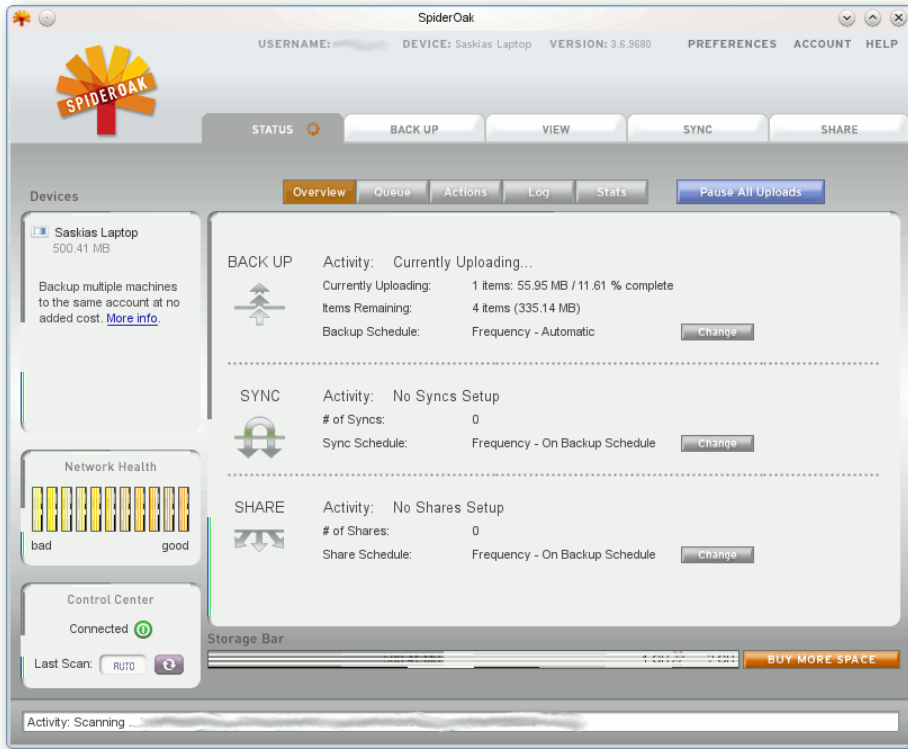 SpiderOak
USERNAME: DEVICE: Saskias Laptop VERSION: 3.6.9680 PREFERENCES ACCOUNT HELP
SPIDEROAK
STATUS BACK UP VIEW SYNC SHARE
Devices
Overview Queue Actions Log Stats Pause All Uploads
Saskias Laptop
500.41 MB
Backup multiple machines
to the same account at no
added cost. More info.
BACK UP Activity: Currently Uploading...
Currently Uploading: 1 items: 55.95 MB / 11.61 % complete
Items Remaining: 4 items (335.14 MB)
Backup Schedule: Frequency - Automatic Change
SYNC Activity: No Syncs Setup
# of Syncs: 0
Sync Schedule: Frequency - On Backup Schedule Change
Network Health
bad good
SHARE Activity: No Shares Setup
# of Shares: 0
Share Schedule: Frequency - On Backup Schedule Change
Control Center
Connected
Last Scan: AUTO
Storage Bar
BUY MORE SPACE
Activity: Scanning ...